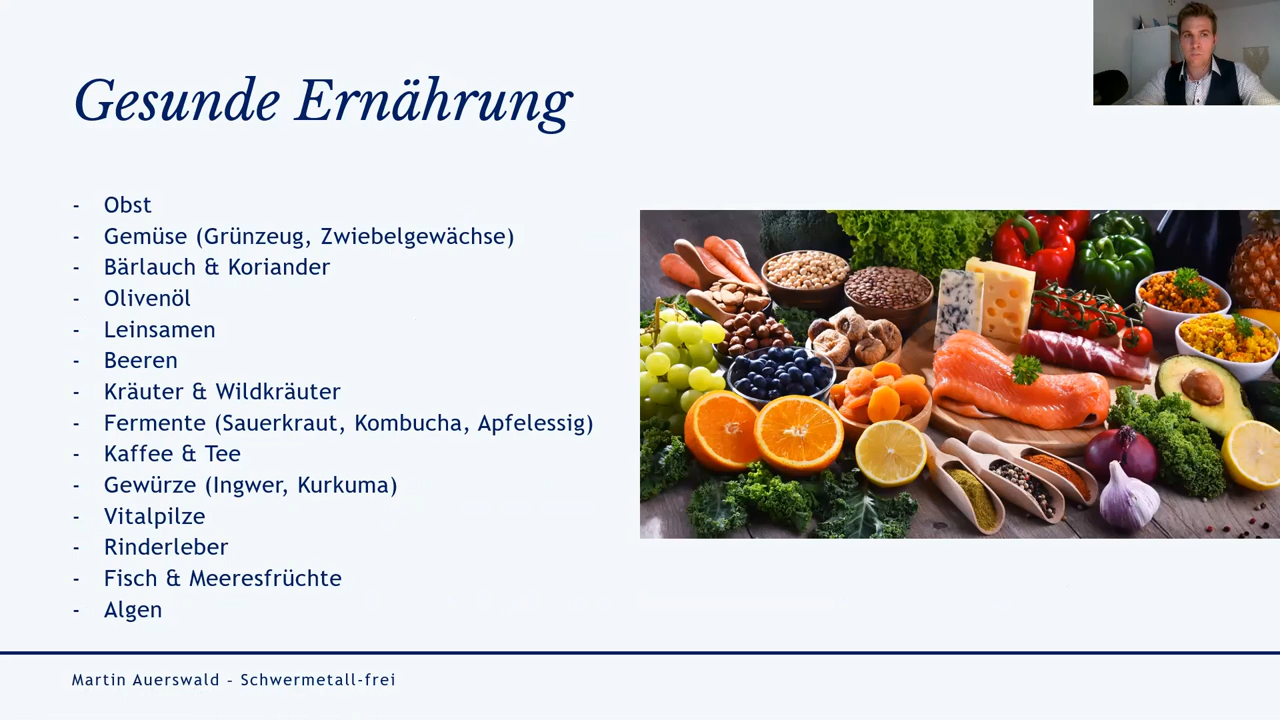 Gesunde Ernährung
- Obst
- Gemüse (Grünzeug, Zwiebelgewächse)
- Bärlauch & Koriander
- Olivenöl
- Leinsamen
- Beeren
- Kräuter & Wildkräuter
- Fermente (Sauerkraut, Kombucha, Apfelessig)
- Kaffee & Tee
- Gewürze (Ingwer, Kurkuma)
- Vitalpilze
- Rinderleber
- Fisch & Meeresfrüchte
- Algen
Martin Auerswald - Schwermetall-frei